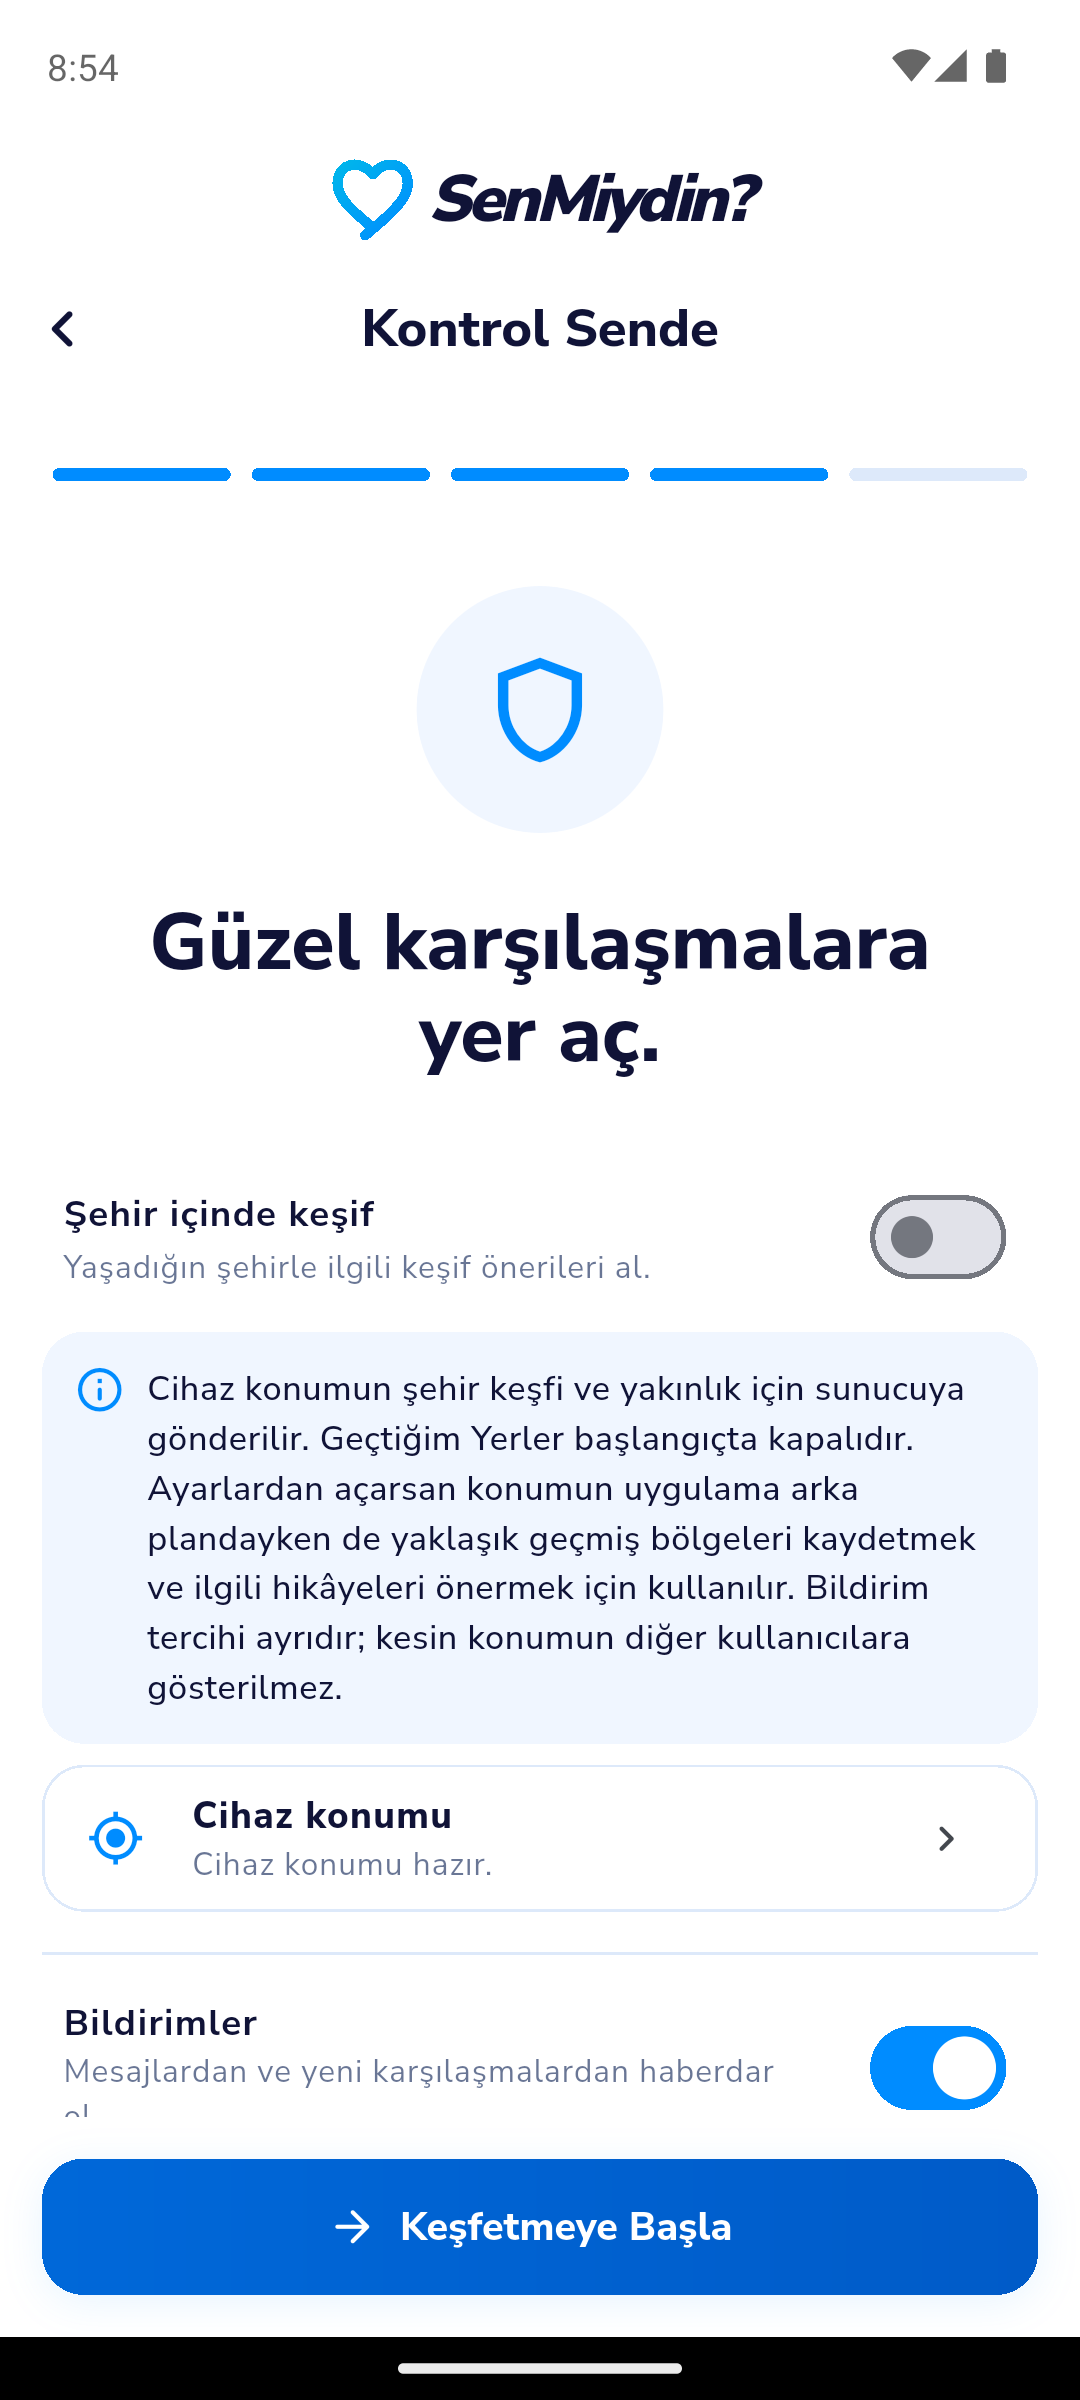 8:54
SenMiydin?
Kontrol Sende
Güzel karşılaşmalara
yer aç.
Şehir içinde keşif
Yaşadığın şehirle ilgili keşif önerileri al.
Cihaz konumun şehir keşfi ve yakınlık için sunucuya
gönderilir. Geçtiğim Yerler başlangıçta kapalıdır.
Ayarlardan açarsan konumun uygulama arka
plandayken de yaklaşık geçmiş bölgeleri kaydetmek
ve ilgili hikâyeleri önermek için kullanılır. Bildirim
tercihi ayrıdır; kesin konumun diğer kullanıcılara
gösterilmez.
Cihaz konumu
Cihaz konumu hazır.
Bildirimler
Mesajlardan ve yeni karşılaşmalardan haberdar
Keşfetmeye Başla